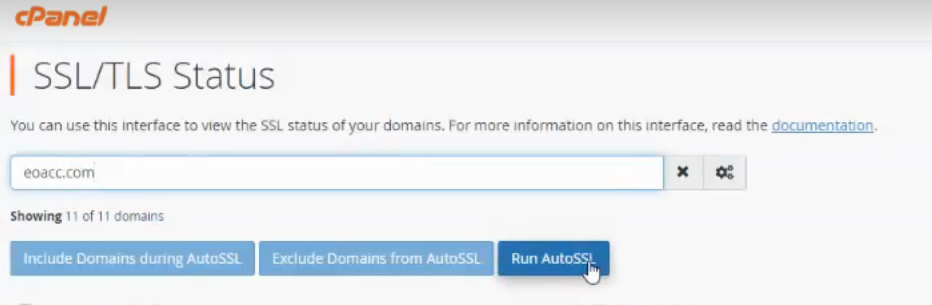 cPanel
SSL/TLS Status
You can use this interface to view the SSL status of your domains. For more information on this interface, read the documentation.
eoacc.com
Showing 11 of 11 domains
Include Domains during AutoSSL Exclude Domains from AutoSSL Run AutoSSL